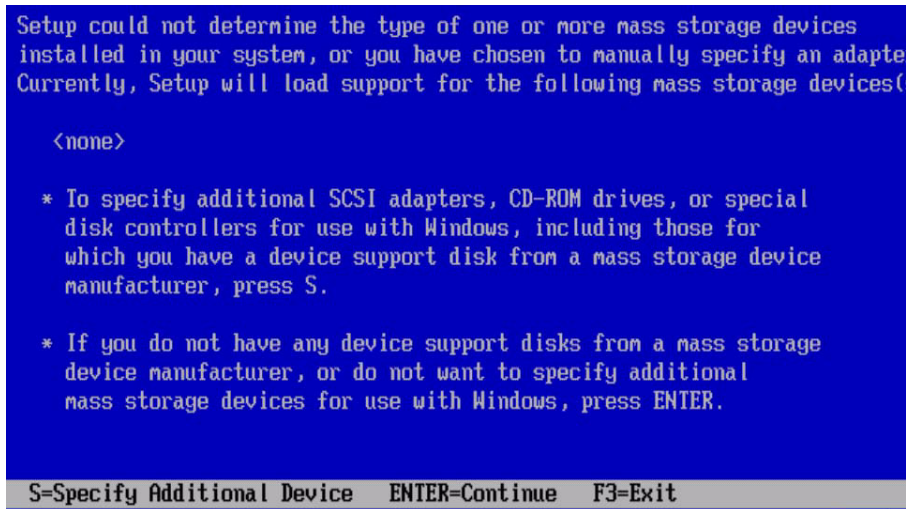 Setup could not determine the type of one or more mass storage devices
installed in your system, or you have chosen to manually specify an adapte
Currently, Setup will load support for the following mass storage devices(
<none>
* To specify additional SCSI adapters, CD-ROM drives, or special
disk controllers for use with Windows, including those for
which you have a device support disk from a mass storage device
manufacturer, press S.
* If you do not have any device support disks from a mass storage
device manufacturer, or do not want to specify additional
mass storage devices for use with Windows, press ENTER.
S=Specify Additional Device ENTER=Continue F3=Exit